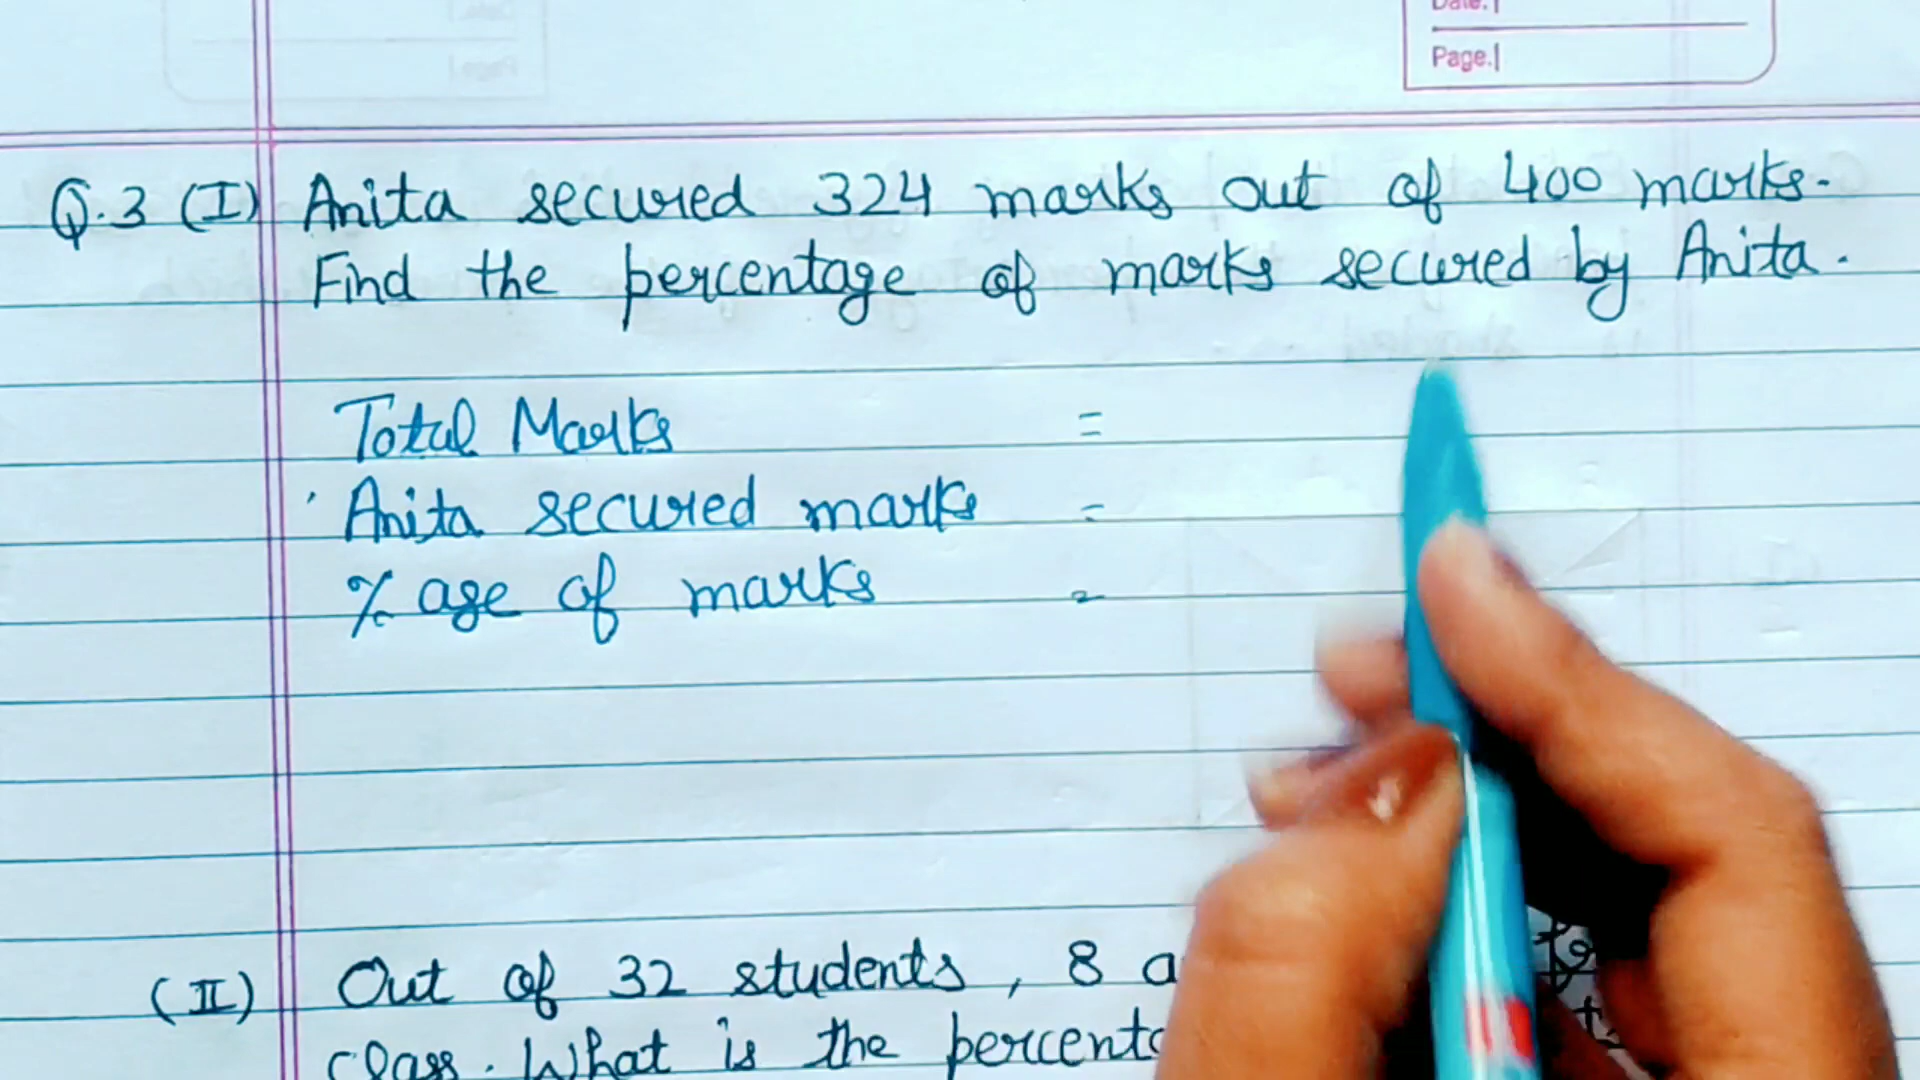 Date.
Page.
Q.3 (I) Anita secured 324 marks out of 400 marks.
Find the percentage of marks secured by Anita.
Total Marks =
Anita secured marks =
% age of marks =
(II) Out of 32 students, 8 a
class. What is the percenta